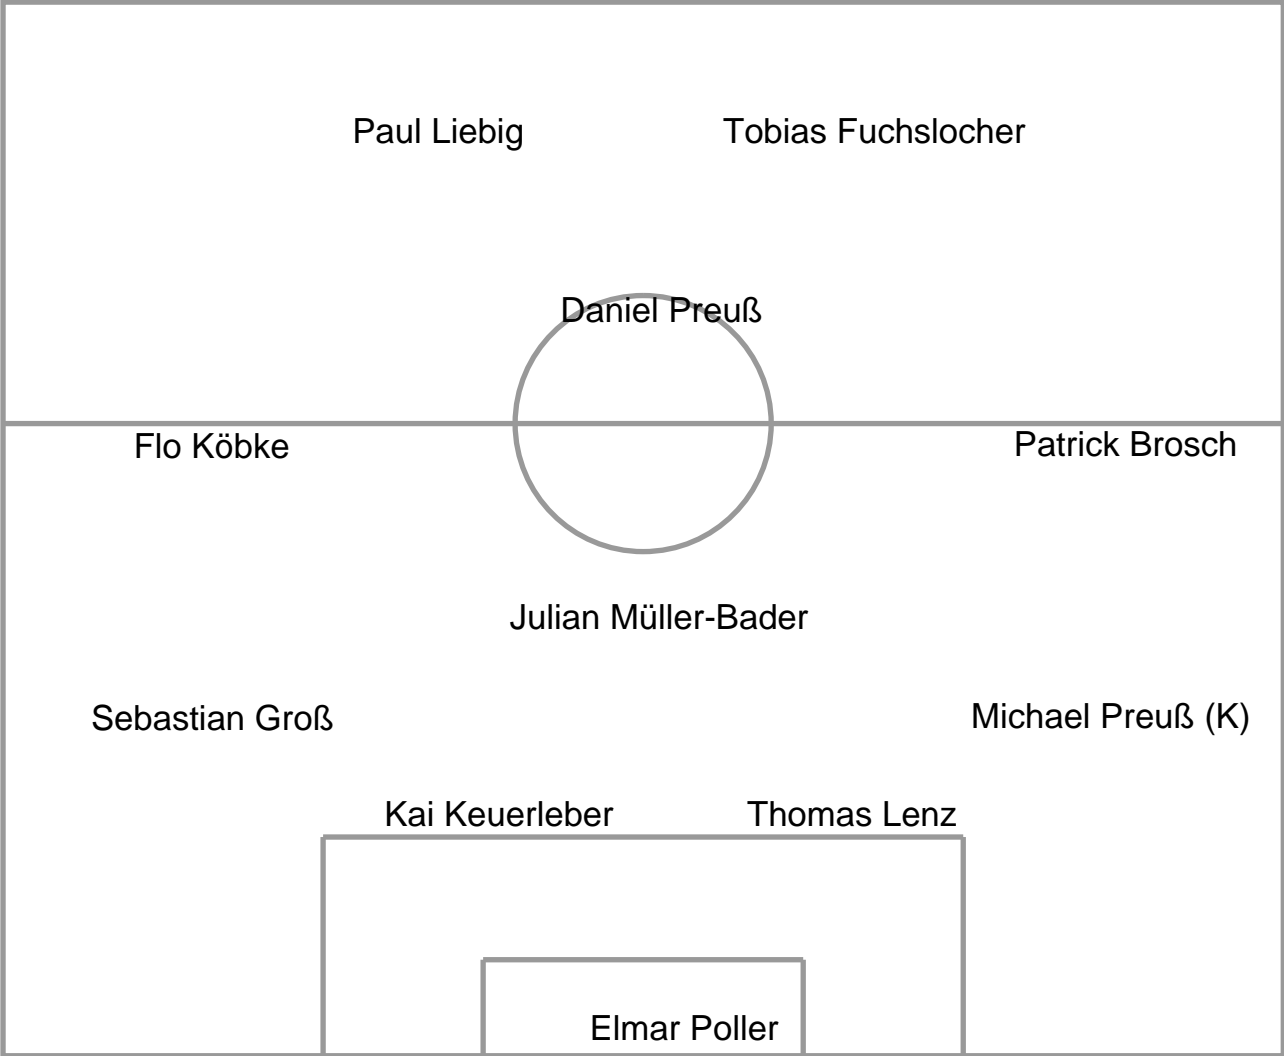 Paul Liebig
Tobias Fuchslocher
Daniel Preuß
Flo Köbke
Patrick Brosch
Julian Müller-Bader
Sebastian Groß
Michael Preuß (K)
Kai Keuerleber
Thomas Lenz
Elmar Poller